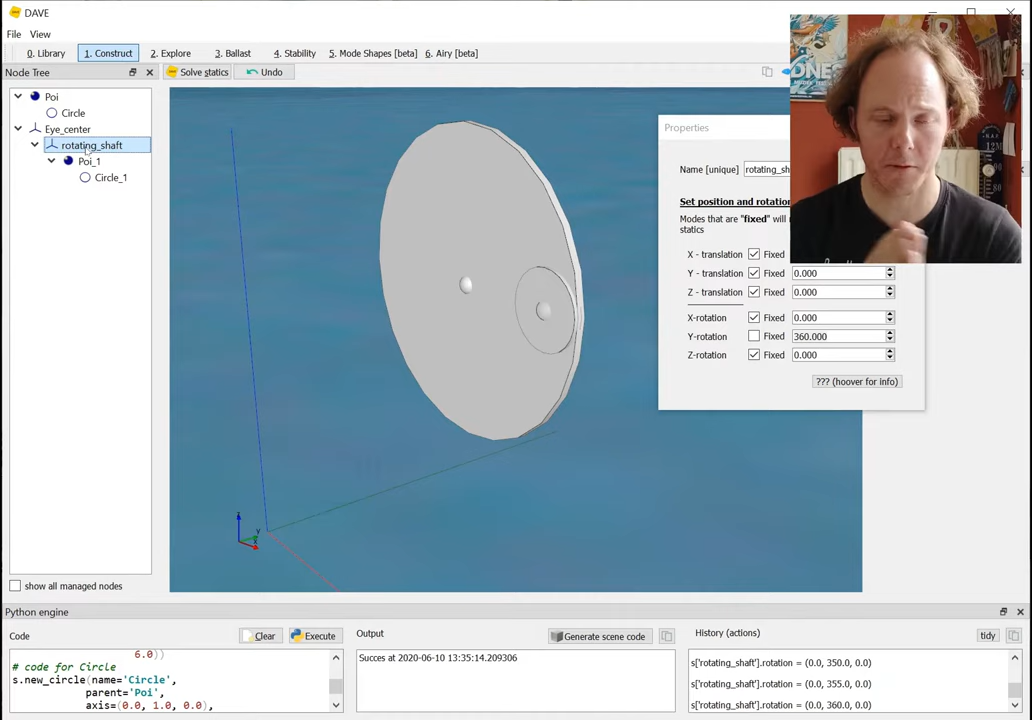 DAVE
File View
0. Library 1. Construct 2. Explore 3. Ballast 4. Stability 5. Mode Shapes [beta] 6. Airy [beta]
Node Tree
Solve statics
Undo
Poi
Circle
Eye_center
rotating_shaft
Poi_1
Circle_1
Properties
Name [unique] rotating_sh
Set position and rotation
Modes that are "fixed" will
statics
X - translation Fixed
Y - translation Fixed 0.000
Z - translation Fixed 0.000
X-rotation Fixed 0.000
Y-rotation Fixed 360.000
Z-rotation Fixed 0.000
??? (hoover for info)
Z
Y
X
show all managed nodes
Python engine
Code
Clear
Execute
6.0))
# code for Circle
s.new_circle(name='Circle',
parent='Poi',
axis=(0.0, 1.0, 0.0),
Output
Generate scene code
Succes at 2020-06-10 13:35:14.209306
History (actions)
tidy
s['rotating_shaft'].rotation = (0.0, 350.0, 0.0)
s['rotating_shaft'].rotation = (0.0, 355.0, 0.0)
s['rotating_shaft'].rotation = (0.0, 360.0, 0.0)
MAX
12M